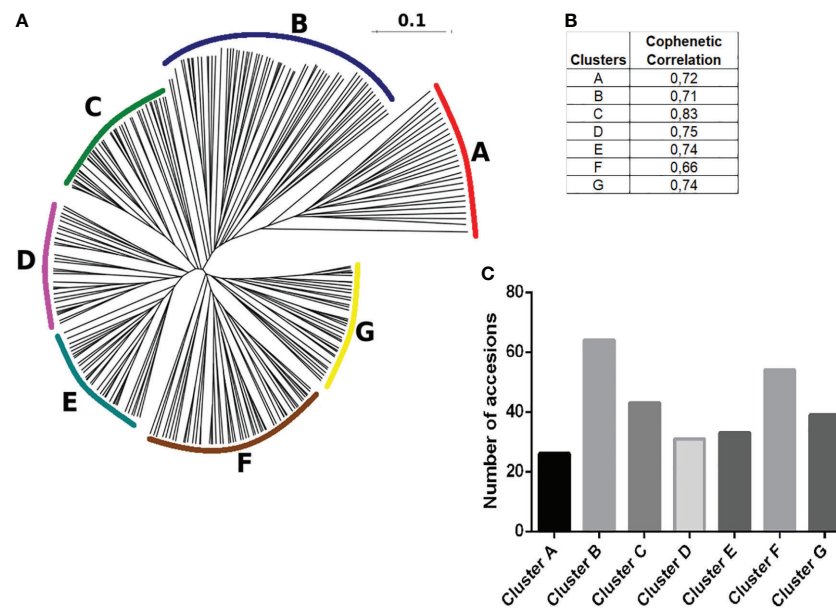 A
B
0.1
A
B
C
D
E
F
G
B
Clusters Cophenetic Correlation
A 0,72
B 0,71
C 0,83
D 0,75
E 0,74
F 0,66
G 0,74
C
Number of accesions
80
60
40
20
0
Cluster A
Cluster B
Cluster C
Cluster D
Cluster E
Cluster F
Cluster G